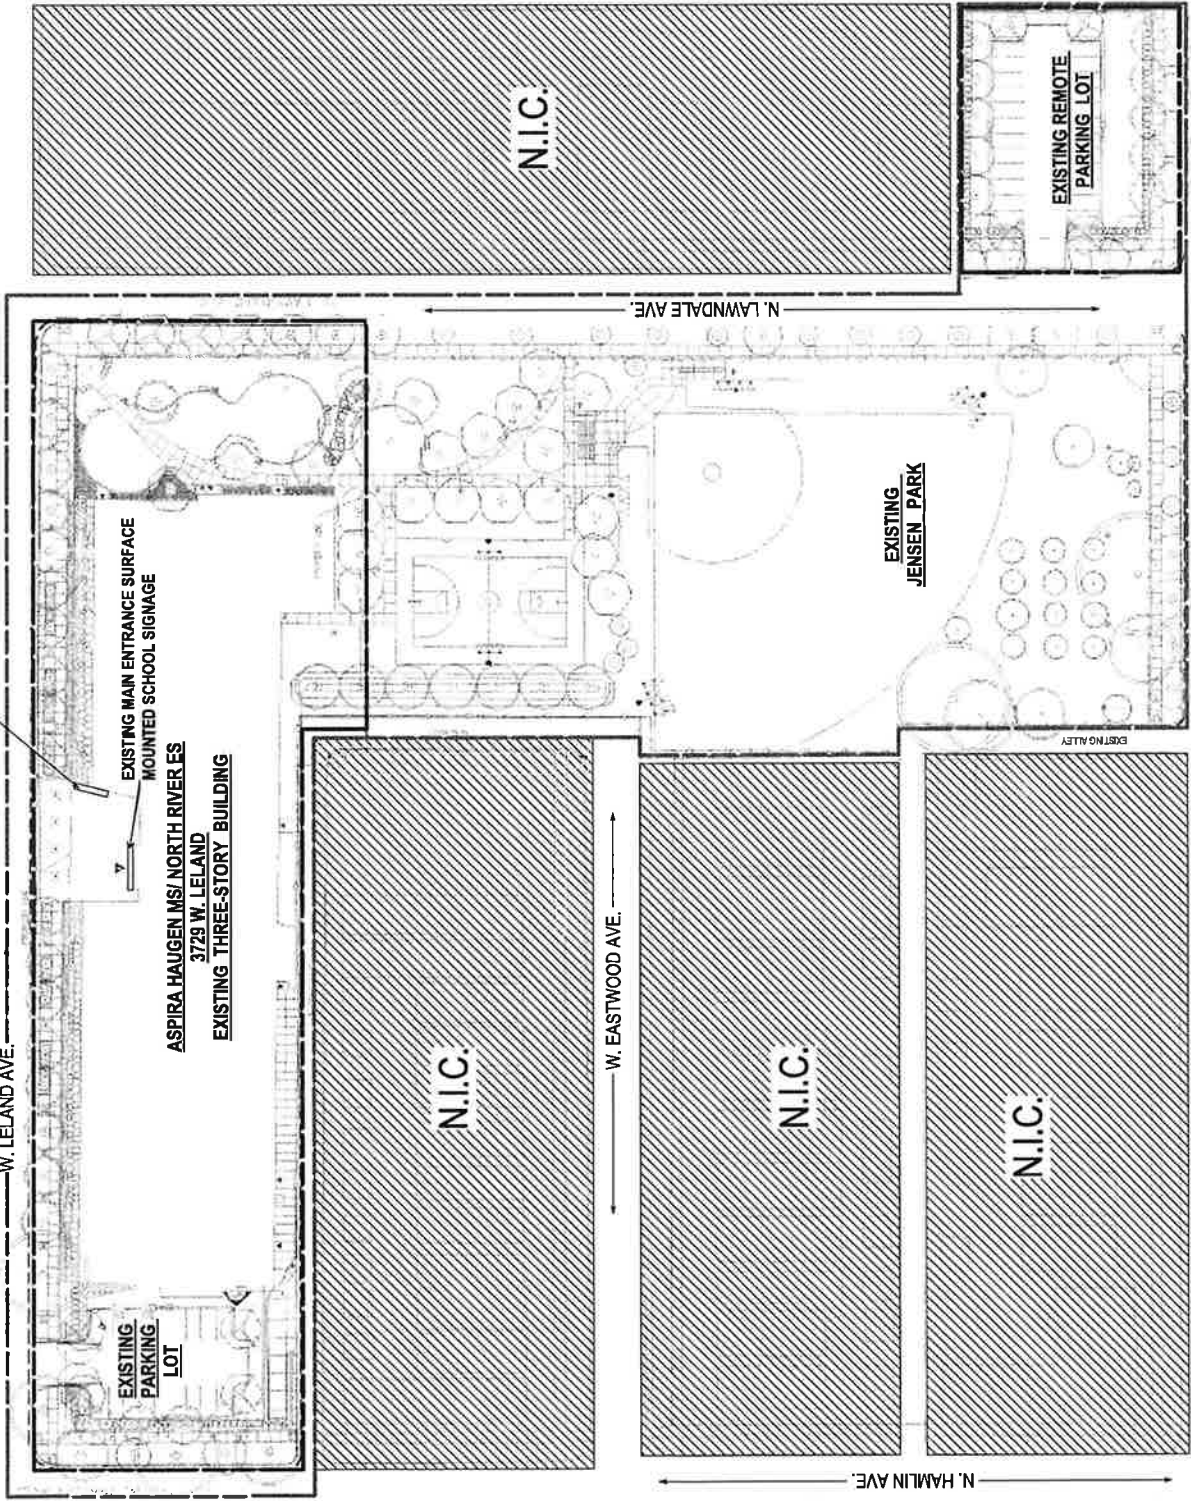 W. LELAND AVE.
EXISTING MAIN ENTRANCE SURFACE
MOUNTED SCHOOL SIGNAGE
ASPIRA HAUGEN MS/ NORTH RIVER ES
3729 W. LELAND
EXISTING THREE-STORY BUILDING
EXISTING
PARKING
LOT
N.I.C.
N. LAWNDALE AVE.
EXISTING REMOTE
PARKING LOT
EXISTING
JENSEN PARK
EXISTING ALLEY
N.I.C.
W. EASTWOOD AVE.
N.I.C.
N.I.C.
N. HAMLIN AVE.